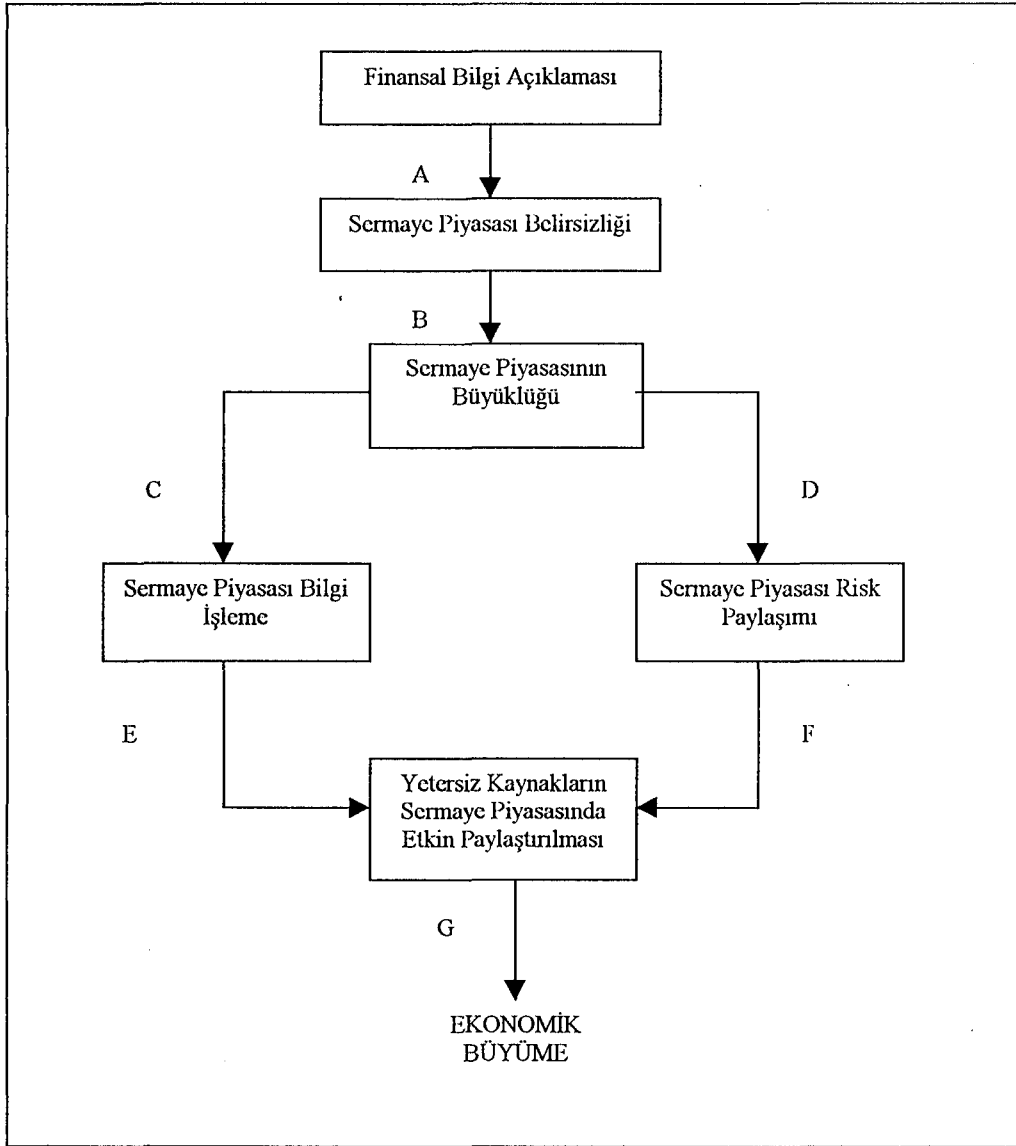 Finansal Bilgi Açıklaması
A
Sermaye Piyasası Belirsizliği
B
Sermaye Piyasasının
Büyüklüğü
C
D
Sermaye Piyasası Bilgi
İşleme
Sermaye Piyasası Risk
Paylaşımı
E
F
Yetersiz Kaynakların
Sermaye Piyasasında
Etkin Paylaştırılması
G
EKONOMİK
BÜYÜME